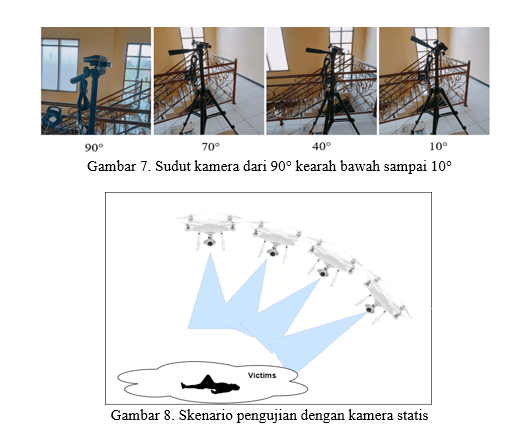 90° 70° 40° 10°
Gambar 7. Sudut kamera dari 90° kearah bawah sampai 10°
Victims
Gambar 8. Skenario pengujian dengan kamera statis